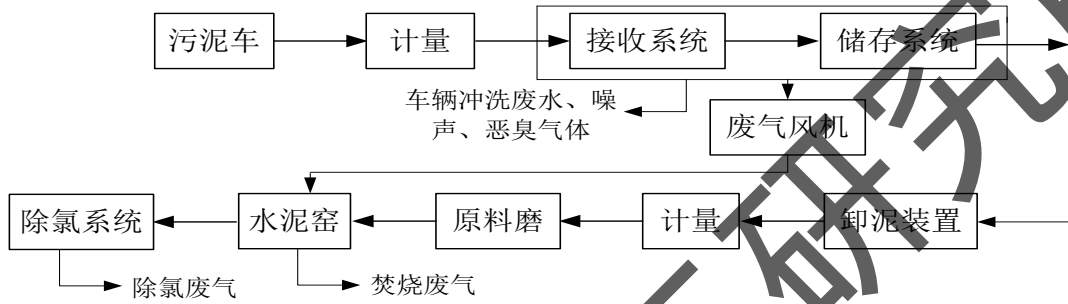 污泥车
计量
接收系统
储存系统
车辆冲洗废水、噪
声、恶臭气体
废气风机
除氯系统
水泥窑
原料磨
计量
卸泥装置
除氯废气
焚烧废气
研究